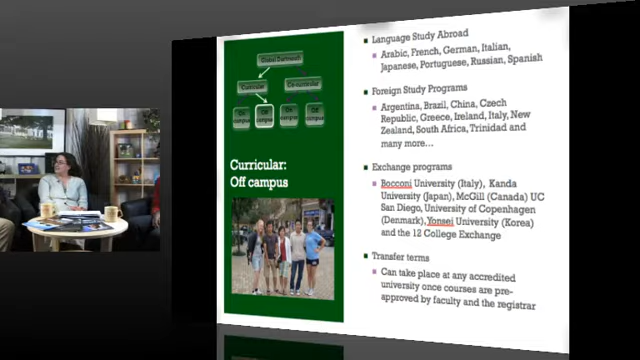 Global Dartmouth
Curricular
Co-curricular
On campus
Off campus
On campus
Off campus
Curricular:
Off campus
Language Study Abroad
Arabic, French, German, Italian,
Japanese, Portuguese, Russian, Spanish
Foreign Study Programs
Argentina, Brazil, China, Czech
Republic, Greece, Ireland, Italy, New
Zealand, South Africa, Trinidad and
many more…
Exchange programs
Bocconi University (Italy), Kanda
University (Japan), McGill (Canada) UC
San Diego, University of Copenhagen
(Denmark), Yonsei University (Korea)
and the 12 College Exchange
Transfer terms
Can take place at any accredited
university once courses are pre-
approved by faculty and the registrar